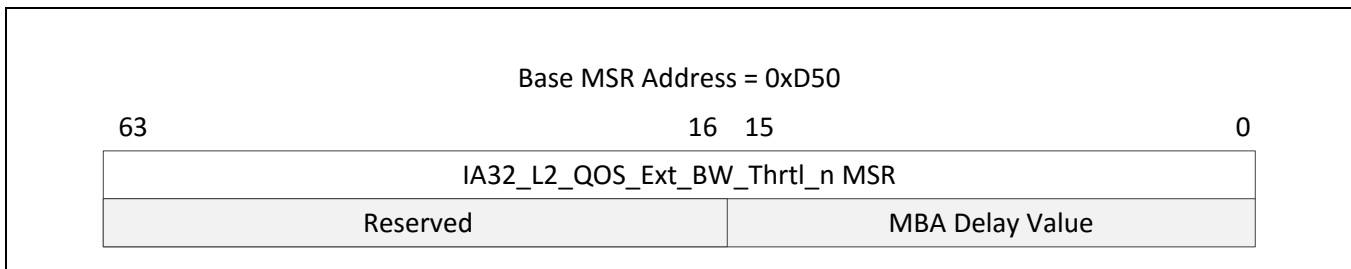 Base MSR Address = 0xD50
63 16 15 0
IA32_L2_QOS_Ext_BW_Thrtl_n MSR
Reserved MBA Delay Value